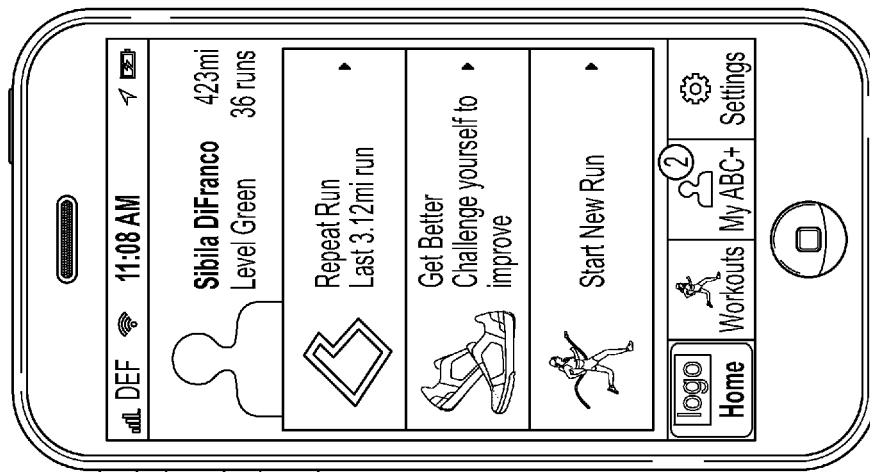 DEF 11:08 AM
Sibila DiFranco 423mi
Level Green 36 runs
Repeat Run
Last 3.12mi run
Get Better
Challenge yourself to
improve
Start New Run
2
logo
Home Workouts My ABC+ Settings